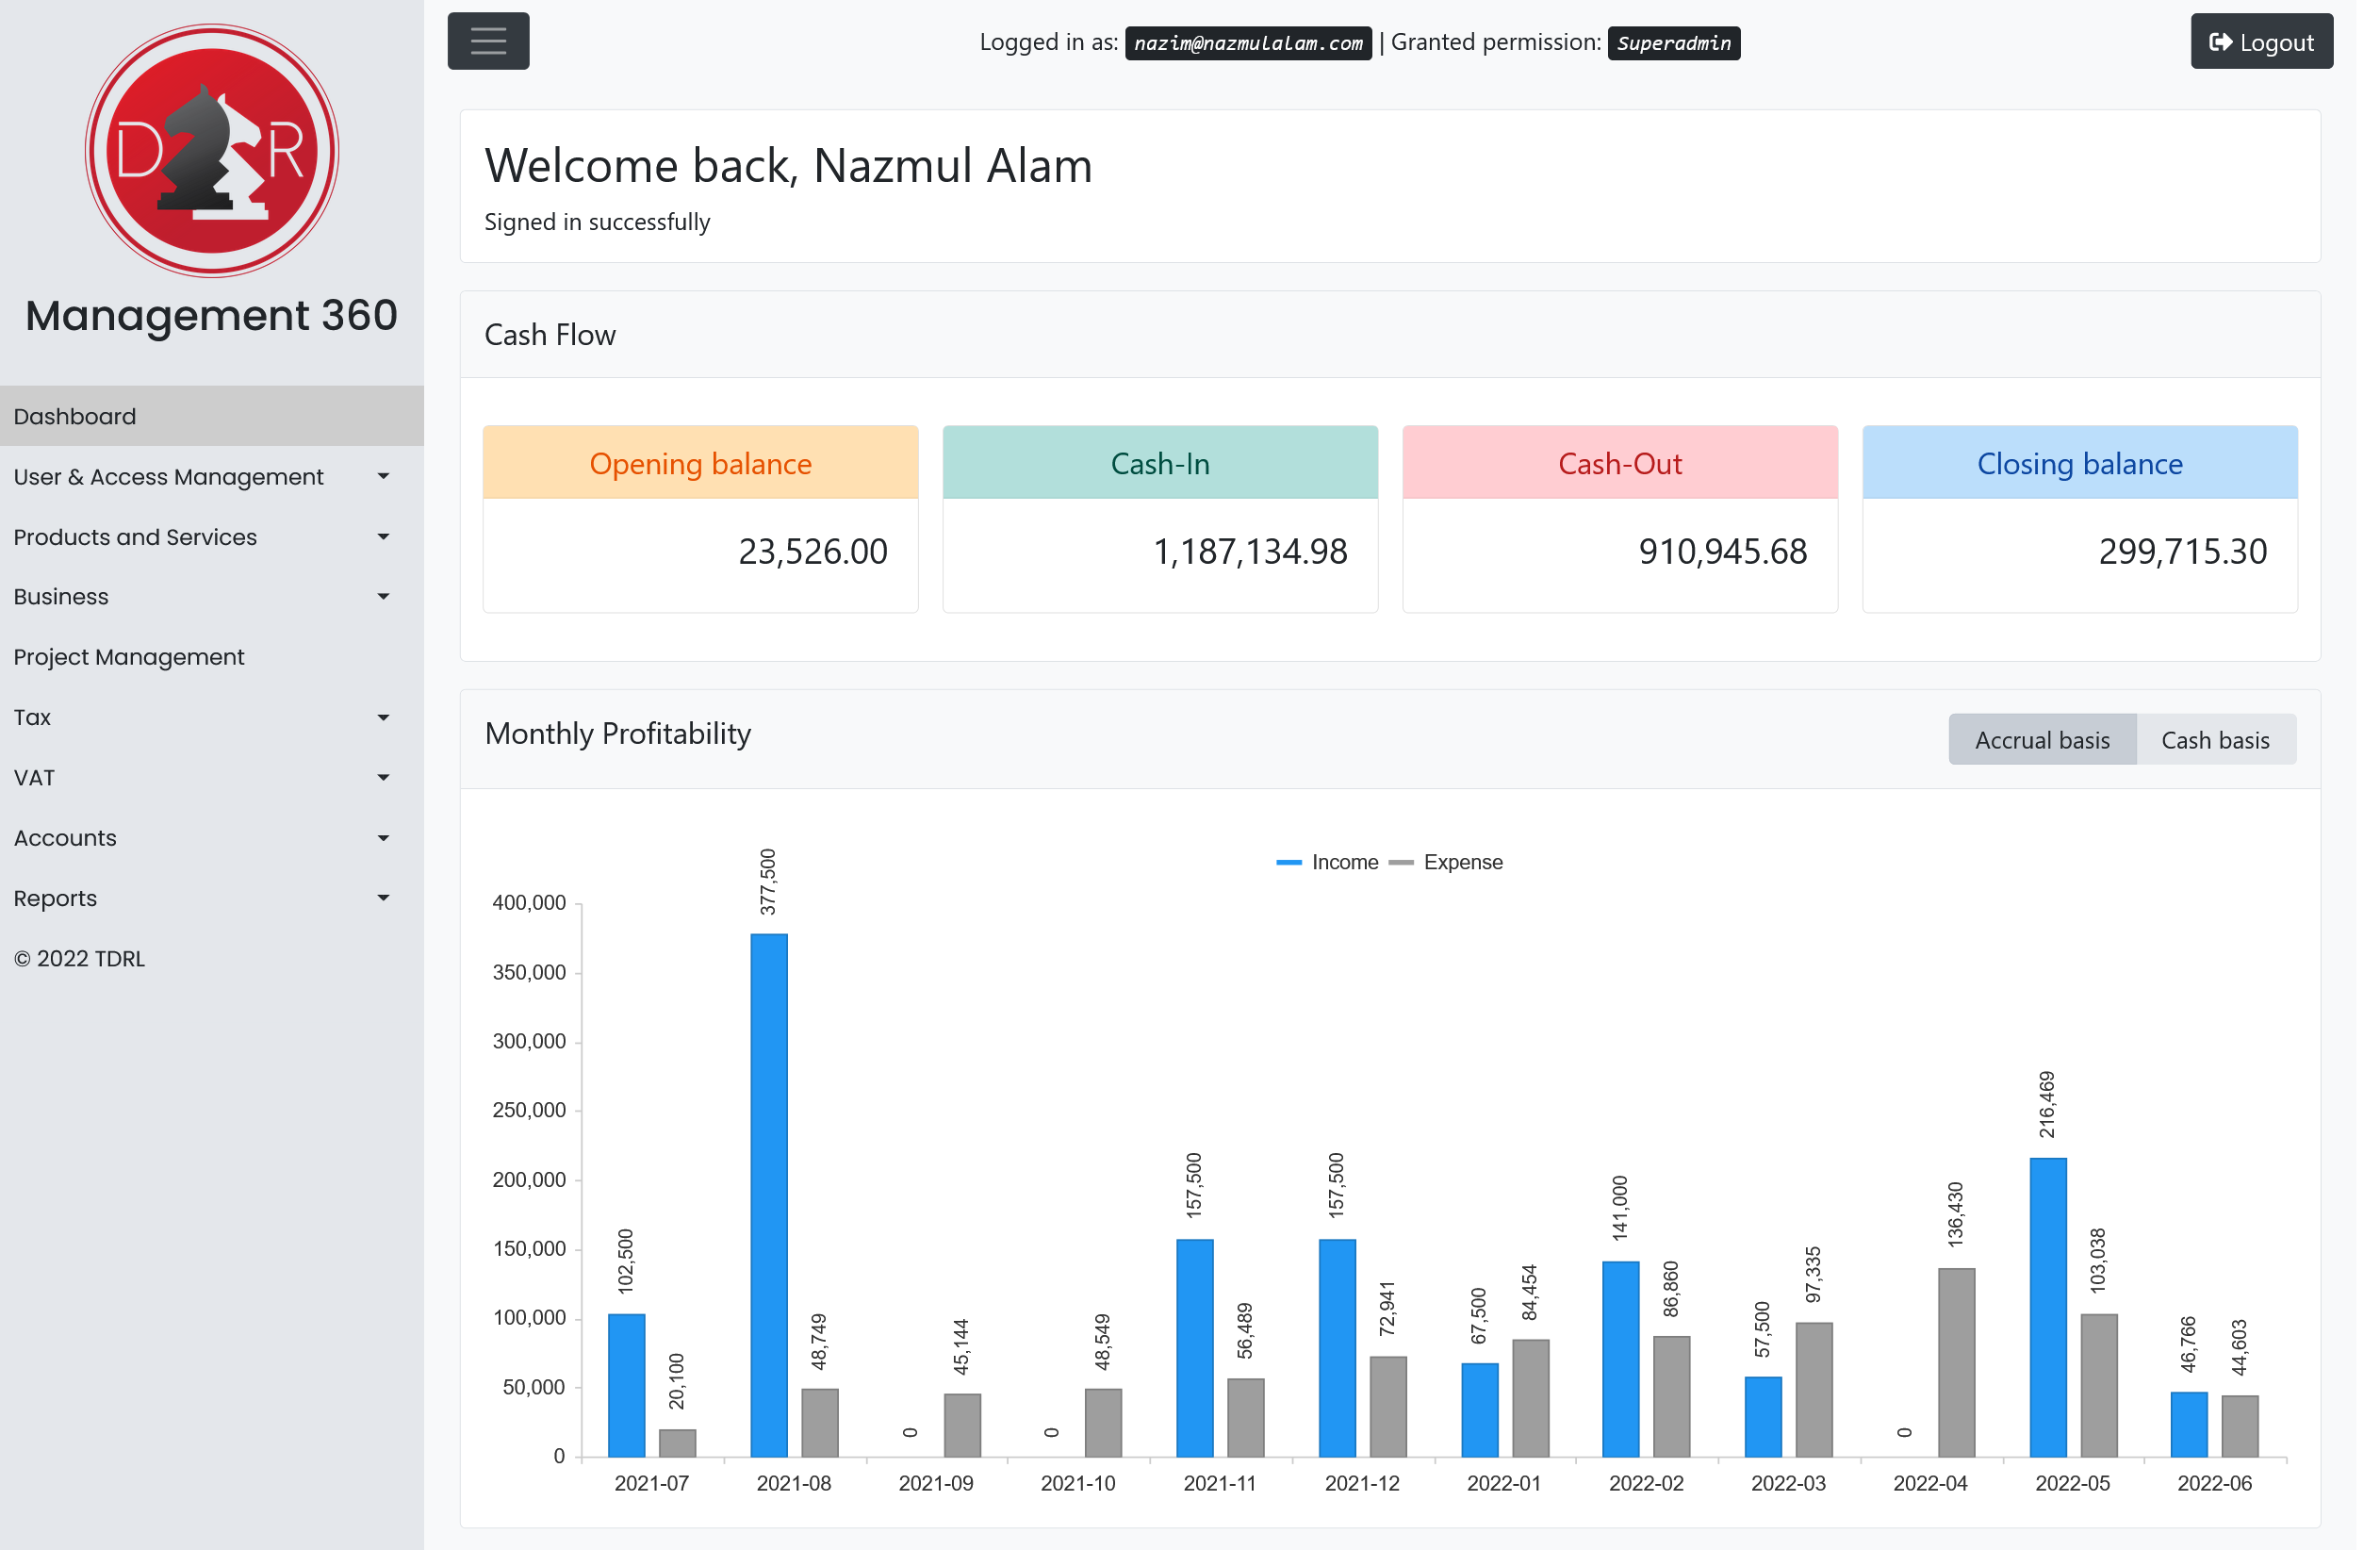 D R
Management 360
Dashboard
User & Access Management
Products and Services
Business
Project Management
Tax
VAT
Accounts
Reports
© 2022 TDRL
Logged in as: nazim@nazmulalam.com | Granted permission: Superadmin
Logout
Welcome back, Nazmul Alam
Signed in successfully
Cash Flow
Opening balance
23,526.00
Cash-In
1,187,134.98
Cash-Out
910,945.68
Closing balance
299,715.30
Monthly Profitability
Accrual basis
Cash basis
Income Expense
400,000
350,000
300,000
250,000
200,000
150,000
100,000
50,000
0
102,500
20,100
377,500
48,749
0
45,144
0
48,549
157,500
56,489
157,500
72,941
67,500
84,454
141,000
86,860
57,500
97,335
0
136,430
216,469
103,038
46,766
44,603
2021-07 2021-08 2021-09 2021-10 2021-11 2021-12 2022-01 2022-02 2022-03 2022-04 2022-05 2022-06